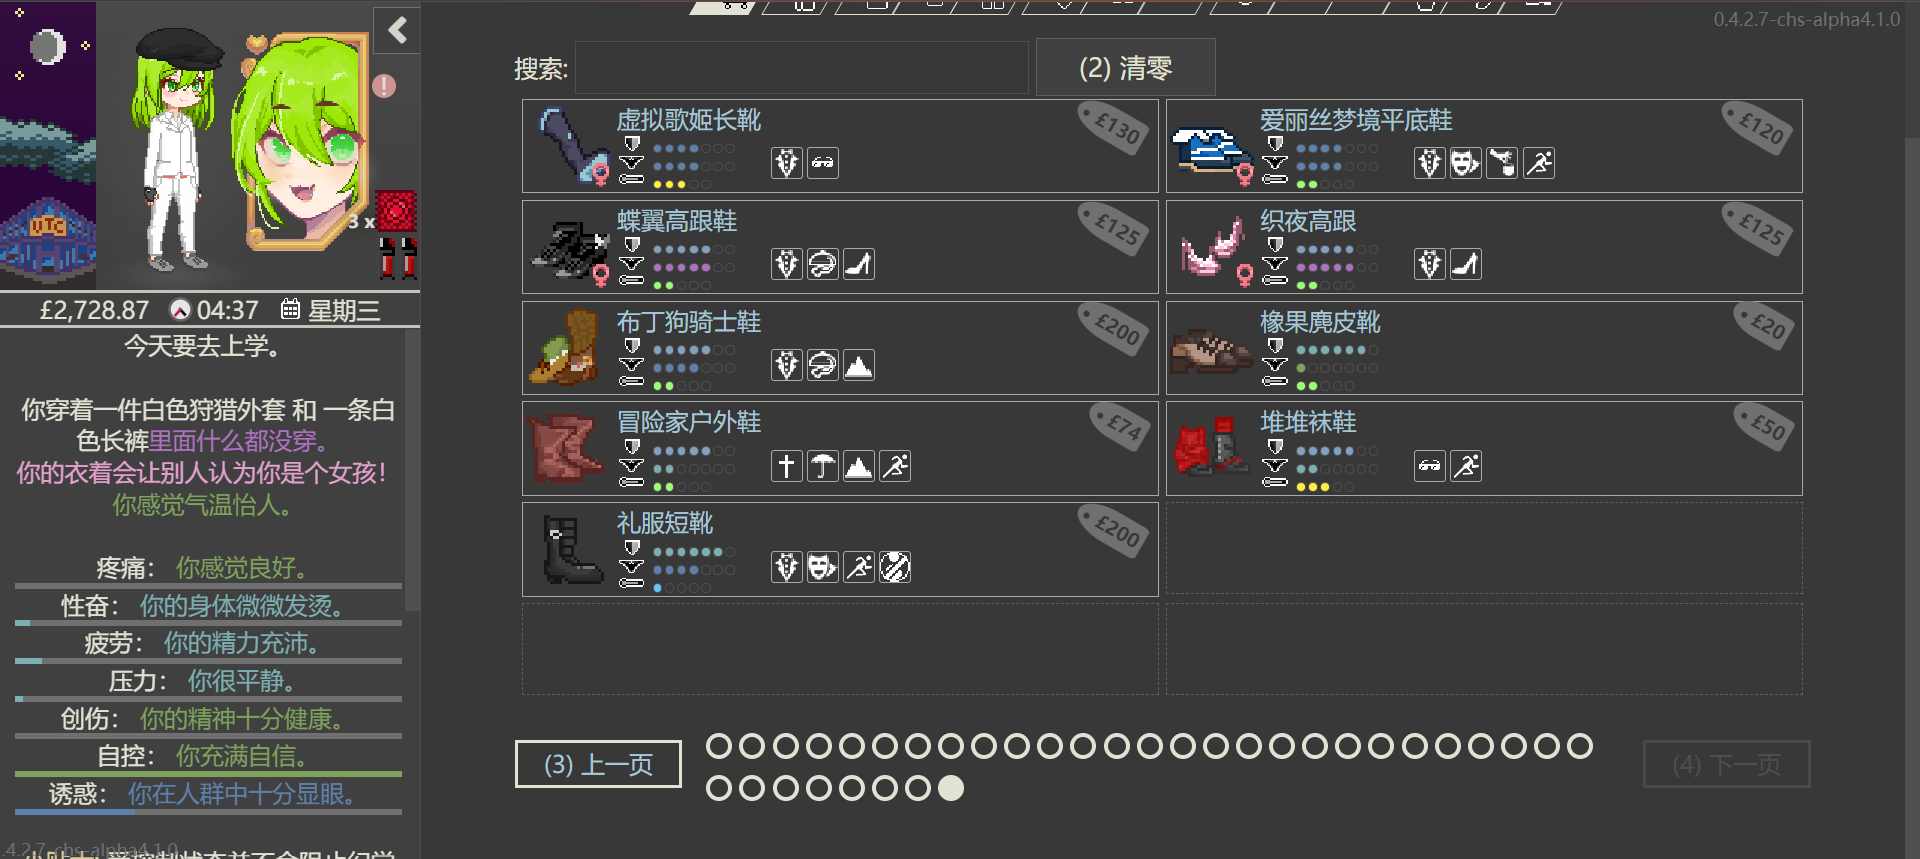 0.4.2.7-chs-alpha4.1.0
搜索:
(2) 清零
虚拟歌姬长靴
£130
爱丽丝梦境平底鞋
£120
蝶翼高跟鞋
£125
织夜高跟
£125
布丁狗骑士鞋
£200
橡果麂皮靴
£20
冒险家户外鞋
£74
堆堆袜鞋
£50
礼服短靴
£200
(3) 上一页
(4) 下一页
OTC
3 x
£2,728.87 04:37 星期三
今天要去上学。
你穿着一件白色狩猎外套 和 一条白
色长裤里面什么都没穿。
你的衣着会让别人认为你是个女孩！
你感觉气温怡人。
疼痛： 你感觉良好。
性奋： 你的身体微微发烫。
疲劳： 你的精力充沛。
压力： 你很平静。
创伤： 你的精神十分健康。
自控： 你充满自信。
诱惑： 你在人群中十分显眼。
.4.2.7-chs-alpha4.1.0